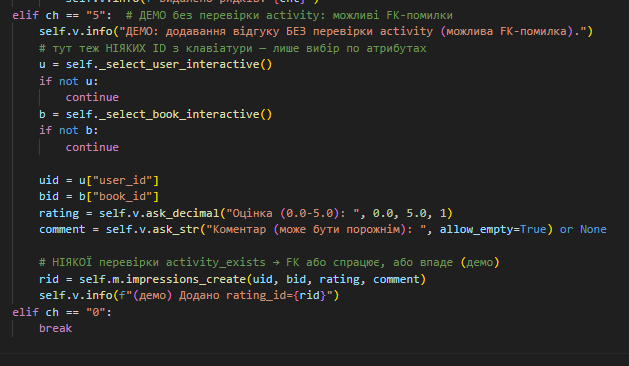 elif ch == "5":  # ДЕМО без перевірки activity: можливі FK-помилки
    self.v.info("ДЕМО: додавання відгуку БЕЗ перевірки activity (можлива FK-помилка).")
    # тут теж НІЯКИХ ID з клавіатури — лише вибір по атрибутах
    u = self._select_user_interactive()
    if not u:
        continue
    b = self._select_book_interactive()
    if not b:
        continue

    uid = u["user_id"]
    bid = b["book_id"]
    rating = self.v.ask_decimal("Оцінка (0.0-5.0): ", 0.0, 5.0, 1)
    comment = self.v.ask_str("Коментар (може бути порожнім): ", allow_empty=True) or None

    # НІЯКОЇ перевірки activity_exists → FK або спрацює, або впаде (демо)
    rid = self.m.impressions_create(uid, bid, rating, comment)
    self.v.info(f"(демо) Додано rating_id={rid}")
elif ch == "0":
    break